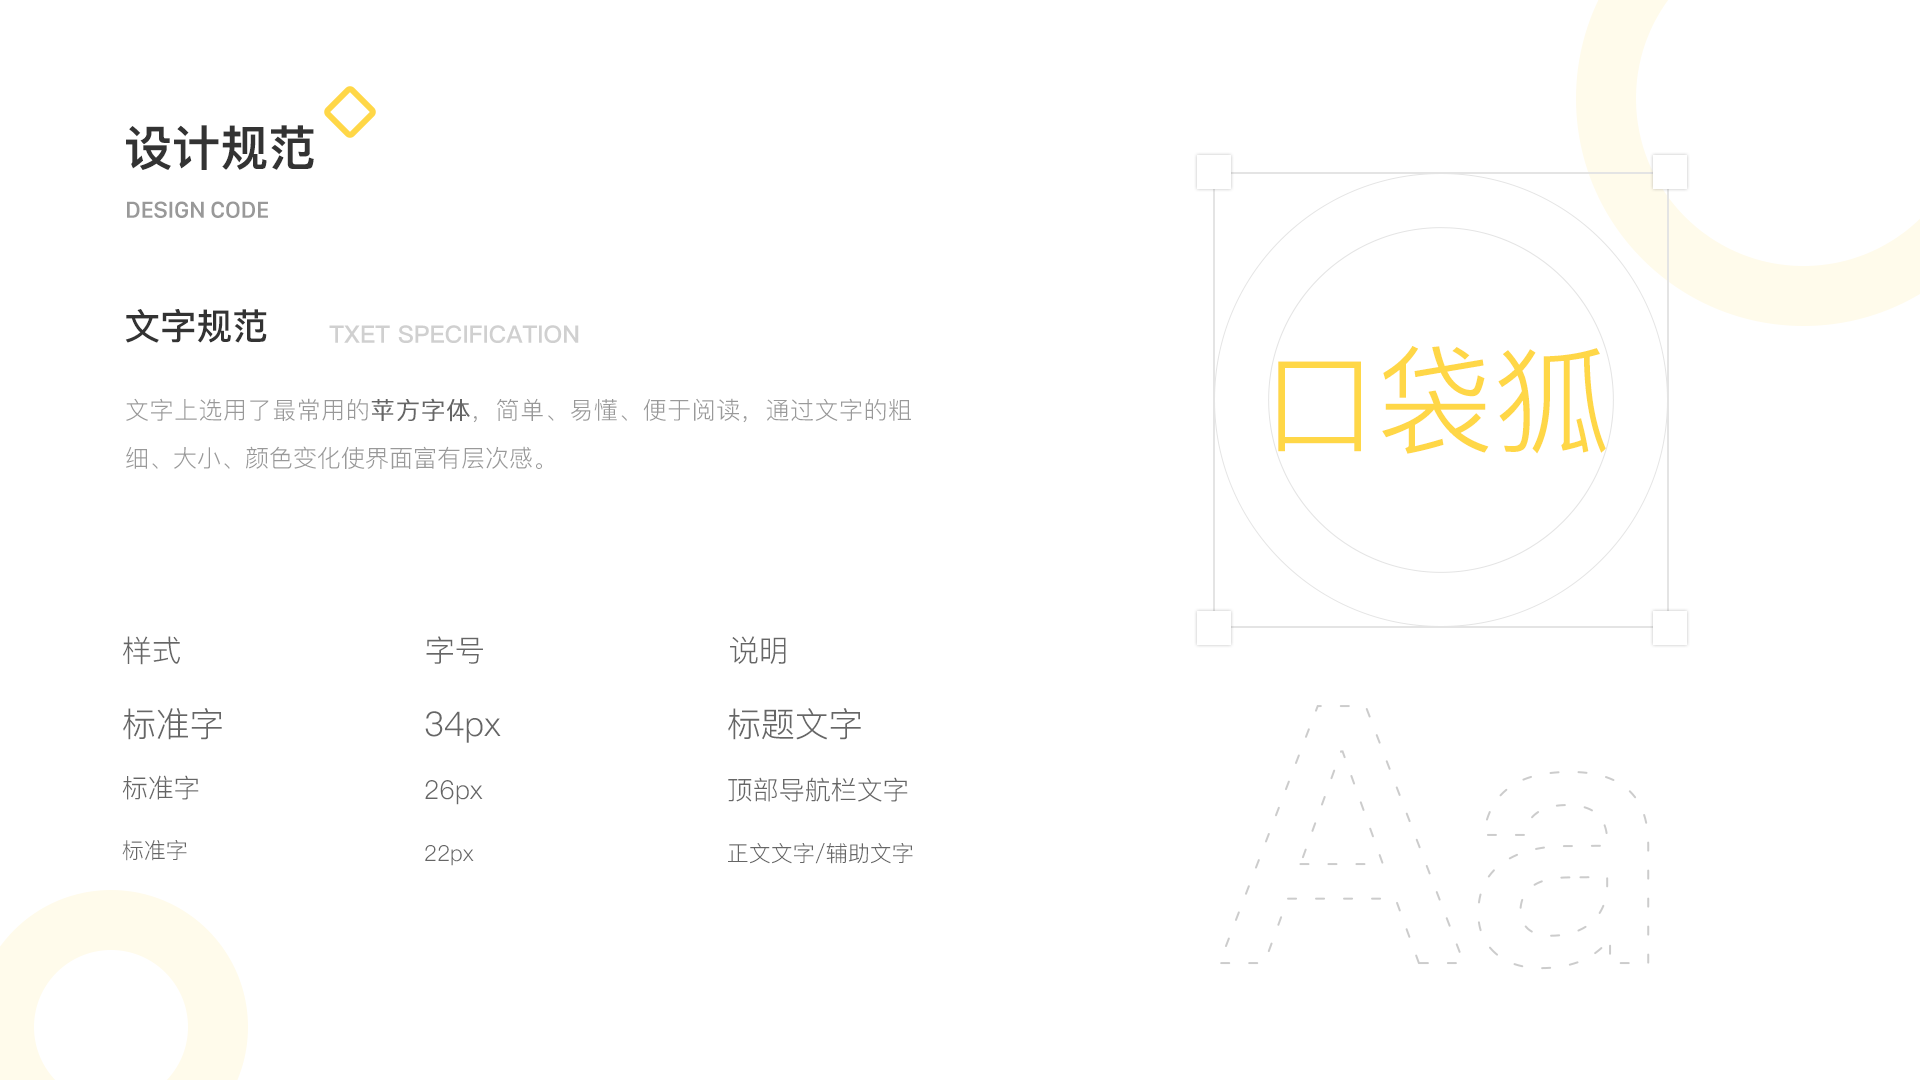 设计规范
DESIGN CODE
文字规范 TXET SPECIFICATION
文字上选用了最常用的苹方字体，简单、易懂、便于阅读，通过文字的粗
细、大小、颜色变化使界面富有层次感。
样式 字号 说明
标准字 34px 标题文字
标准字 26px 顶部导航栏文字
标准字 22px 正文文字/辅助文字
口袋狐
Aa